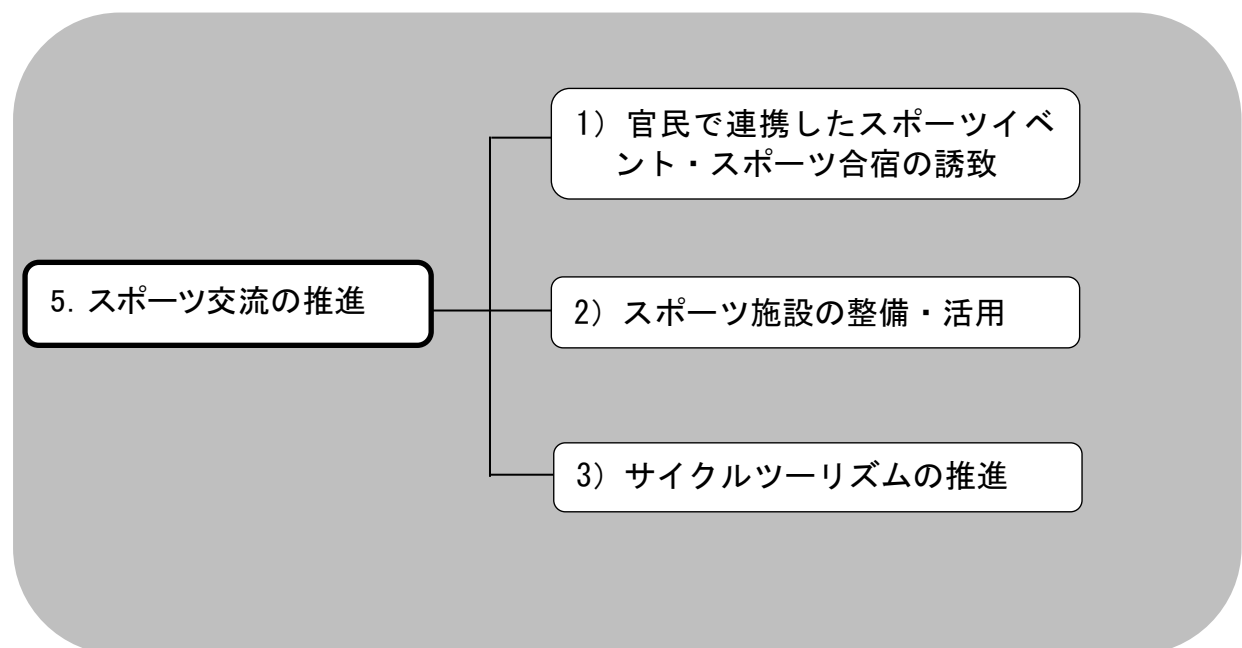 1) 官民で連携したスポーツイベ
ント・スポーツ合宿の誘致
5. スポーツ交流の推進
2) スポーツ施設の整備・活用
3) サイクルツーリズムの推進